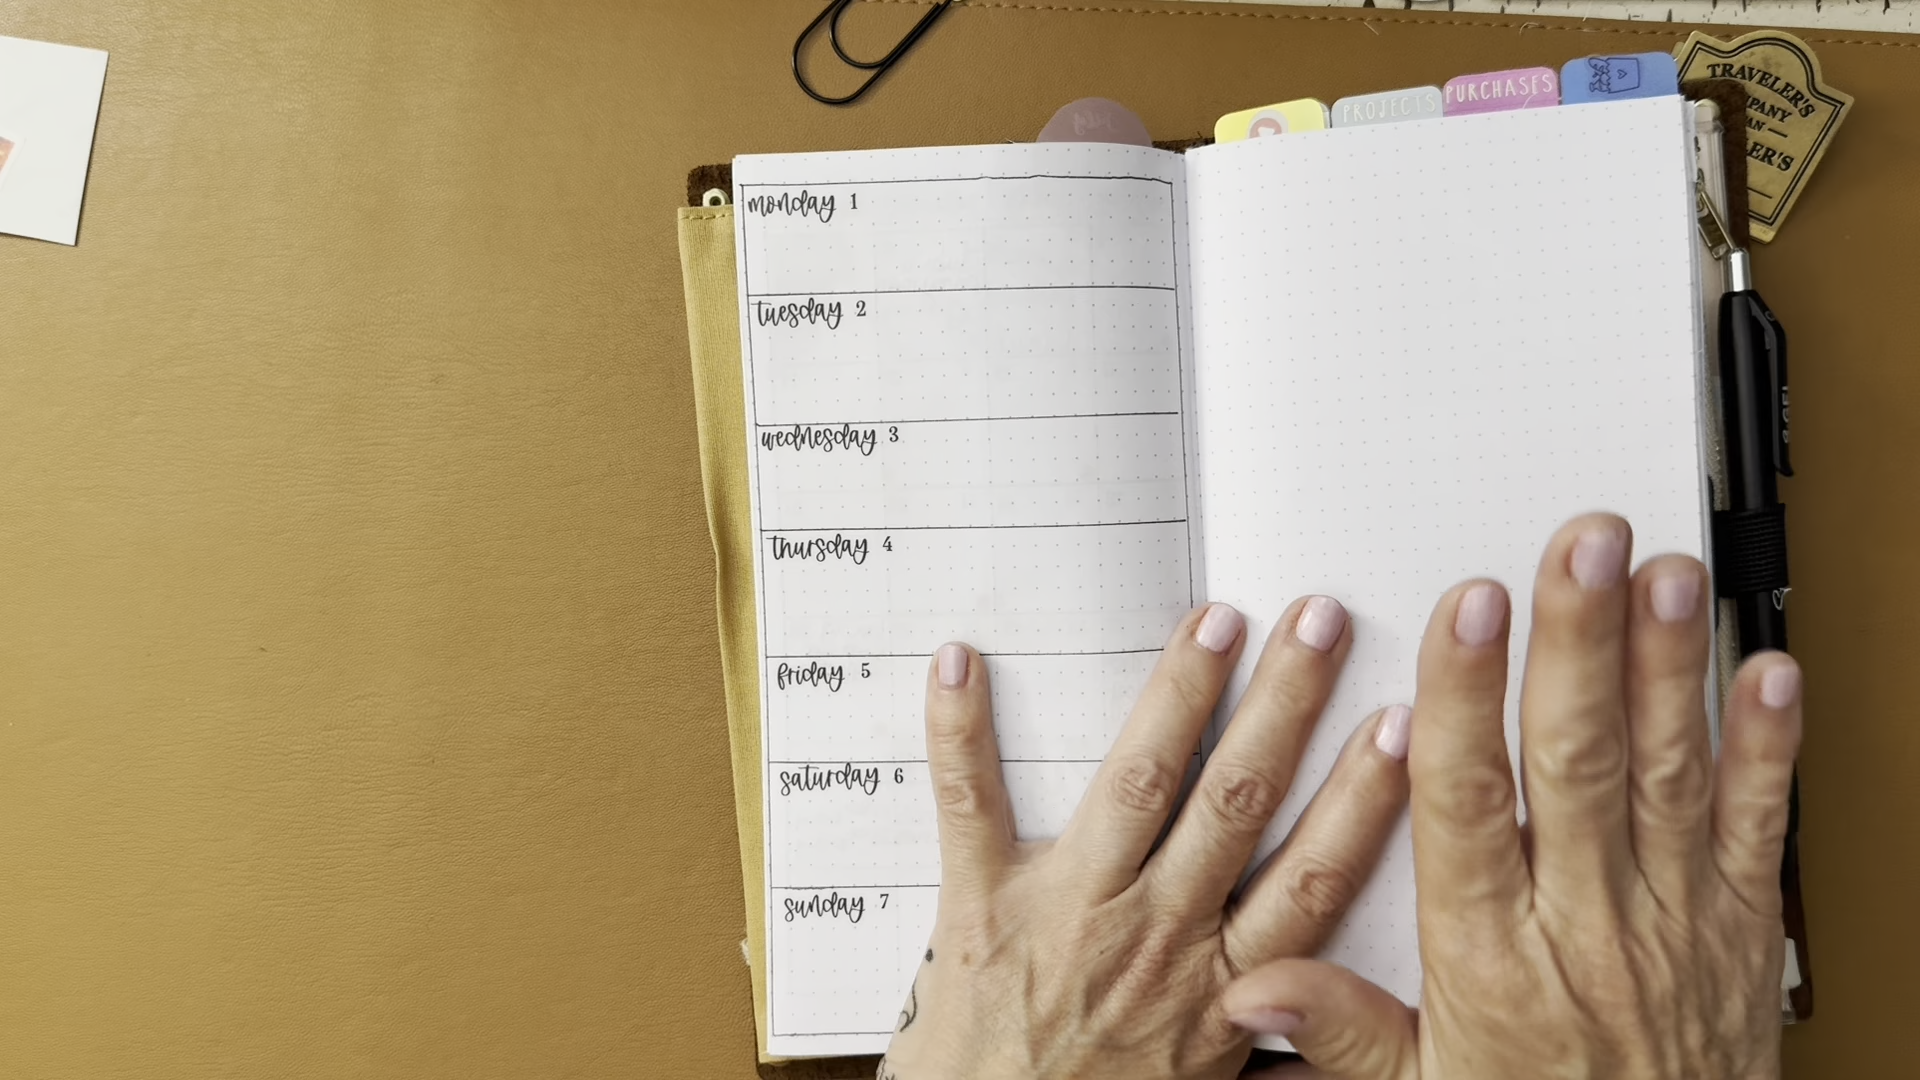 PROJECTS
PURCHASES
TRAVELER'S
monday 1
tuesday 2
wednesday 3
thursday 4
friday 5
saturday 6
sunday 7